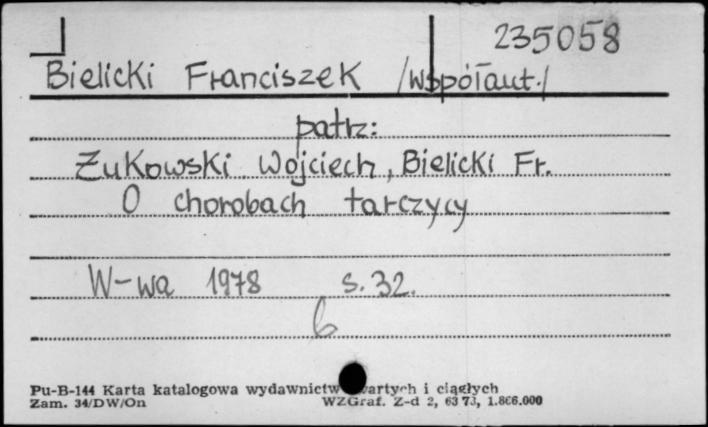 235058
Bielicki Franciszek /współaut./
patrz:
Żukowski Wojciech, Bielicki Fr.
O chorobach tarczycy
W-wa 1978 s. 32.
b
Pu-B-144 Karta katalogowa wydawnictw zwartych i ciągłych
Zam. 34/DW/On WZGraf. Z-d 2, 63 73, 1.866.000